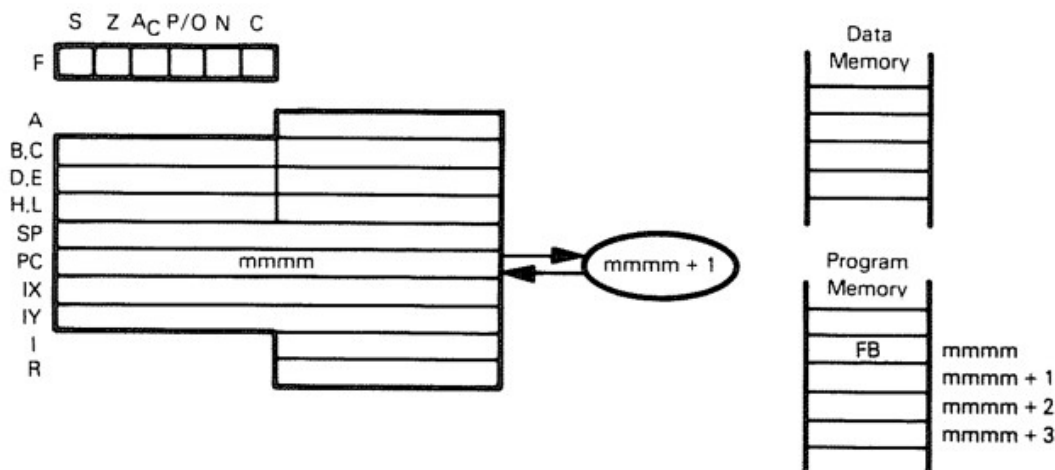 S Z AC P/O N C
F
A
B,C
D,E
H,L
SP
PC mmmm
IX
IY
I
R
mmmm + 1
Data
Memory
Program
Memory
FB mmmm
mmmm + 1
mmmm + 2
mmmm + 3